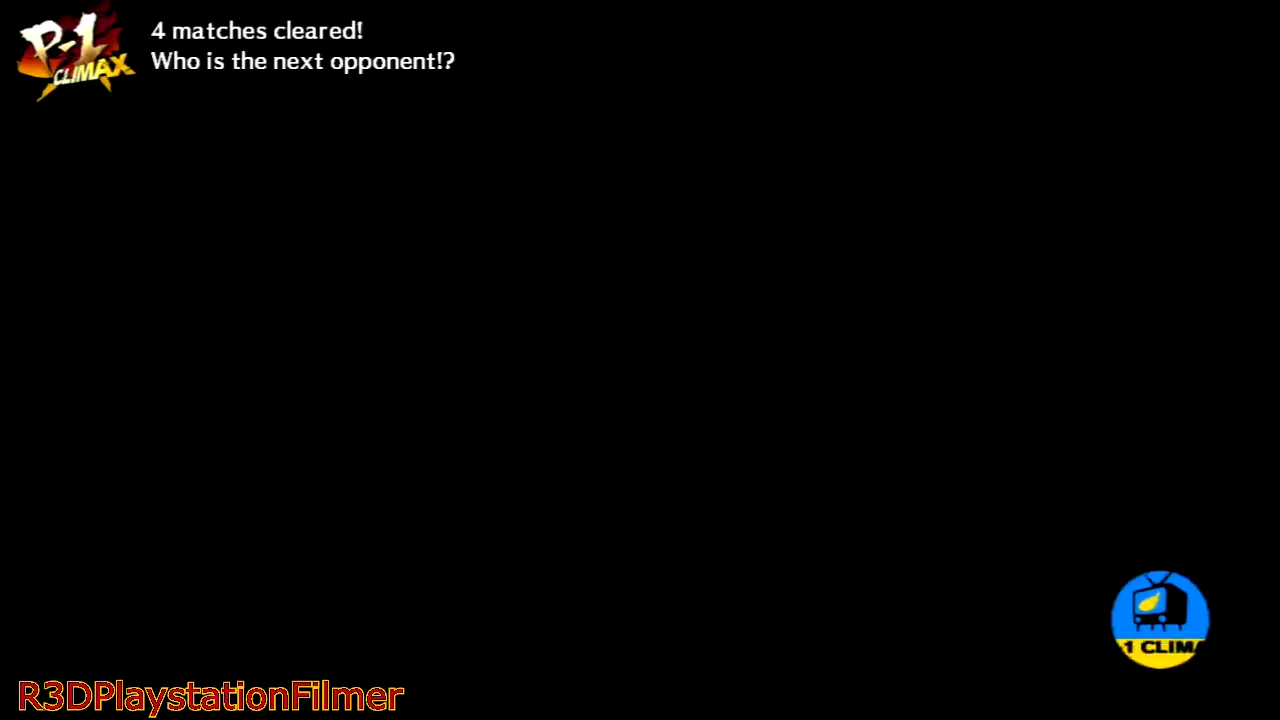 P-1
CLIMAX
4 matches cleared!
Who is the next opponent!?
1 CLIMA
R3DPlaystationFilmer